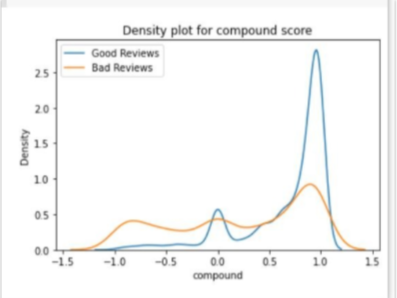 Density plot for compound score
Good Reviews
Bad Reviews
Density
2.5
2.0
1.5
1.0
0.5
0.0
−1.5 −1.0 −0.5 0.0 0.5 1.0 1.5
compound